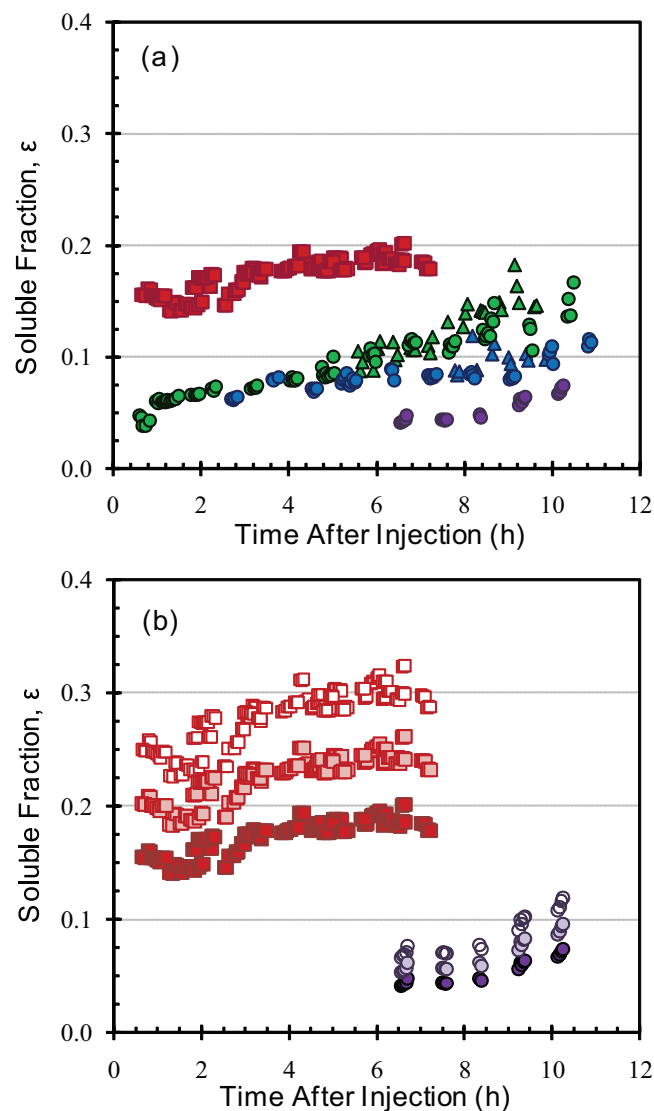 (a)
0.4
0.3
0.2
0.1
0.0
Soluble Fraction, ε
0 2 4 6 8 10 12
Time After Injection (h)
(b)
0.4
0.3
0.2
0.1
0.0
Soluble Fraction, ε
0 2 4 6 8 10 12
Time After Injection (h)